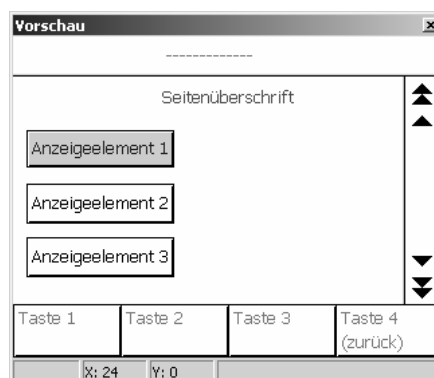 Vorschau
-------------
Seitenüberschrift
Anzeigeelement 1
Anzeigeelement 2
Anzeigeelement 3
Taste 1 Taste 2 Taste 3 Taste 4
(zurück)
X: 24 Y: 0